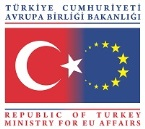 TÜRKİYE CUMHURİYETİ
AVRUPA BİRLİĞİ BAKANLIĞI
REPUBLIC OF TURKEY
MINISTRY FOR EU AFFAIRS